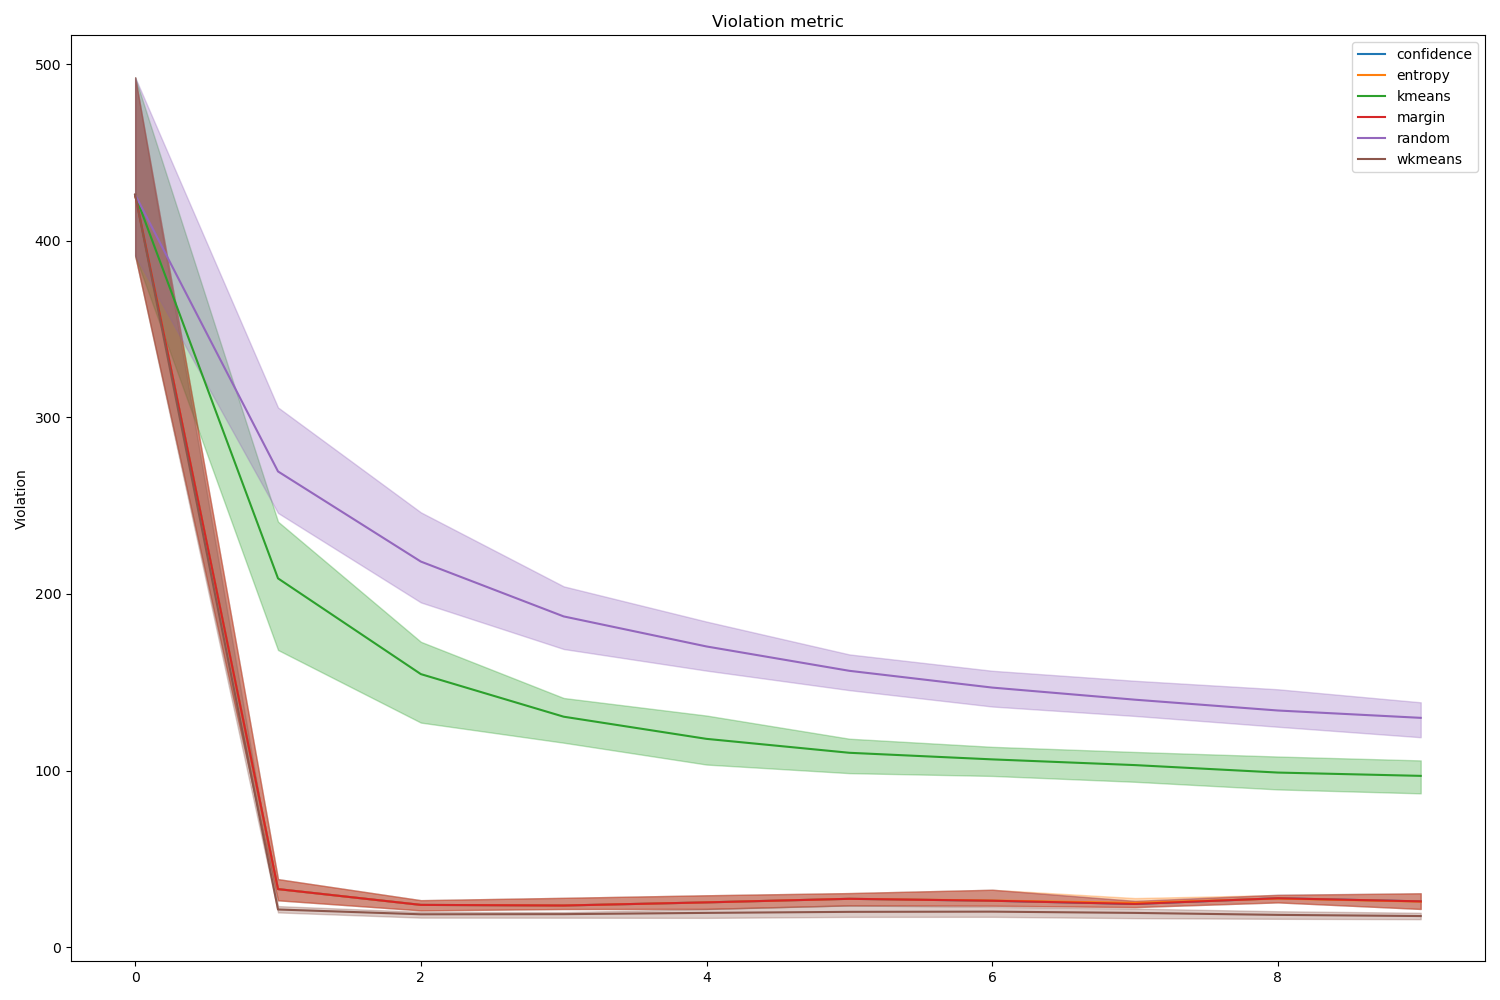 Violation metric
500
400
300
200
100
0
Violation
0
2
4
6
8
confidence
entropy
kmeans
margin
random
wkmeans